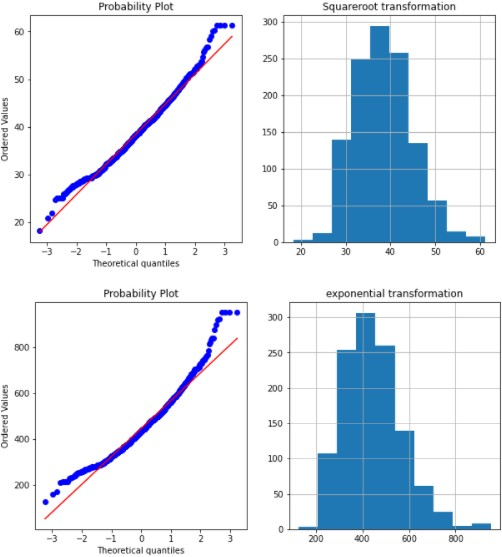 Probability Plot
Ordered Values
60
50
40
30
20
−3 −2 −1 0 1 2 3
Theoretical quantiles
Squareroot transformation
300
250
200
150
100
50
0
20 30 40 50 60
Probability Plot
Ordered Values
800
600
400
200
−3 −2 −1 0 1 2 3
Theoretical quantiles
exponential transformation
300
250
200
150
100
50
0
200 400 600 800